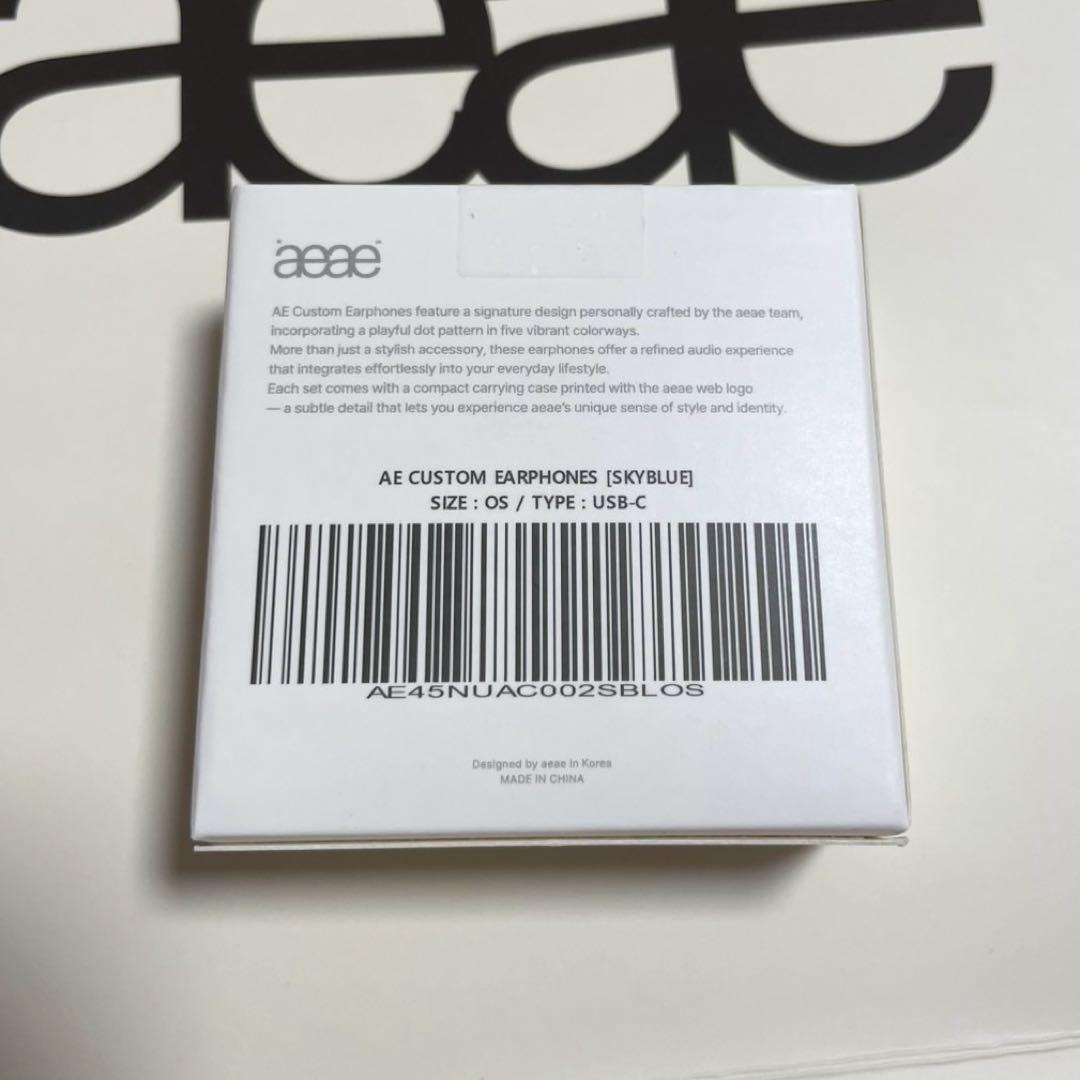 aeae
aeae
AE Custom Earphones feature a signature design personally crafted by the aeae team,
incorporating a playful dot pattern in five vibrant colorways.
More than just a stylish accessory, these earphones offer a refined audio experience
that integrates effortlessly into your everyday lifestyle.
Each set comes with a compact carrying case printed with the aeae web logo
— a subtle detail that lets you experience aeae's unique sense of style and identity.
AE CUSTOM EARPHONES [SKYBLUE]
SIZE : OS / TYPE : USB-C
AE45NUAC002SBLOS
Designed by aeae in Korea
MADE IN CHINA